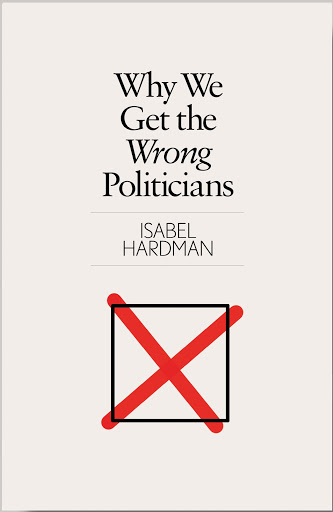 Why We
Get the
Wrong
Politicians
ISABEL
HARDMAN